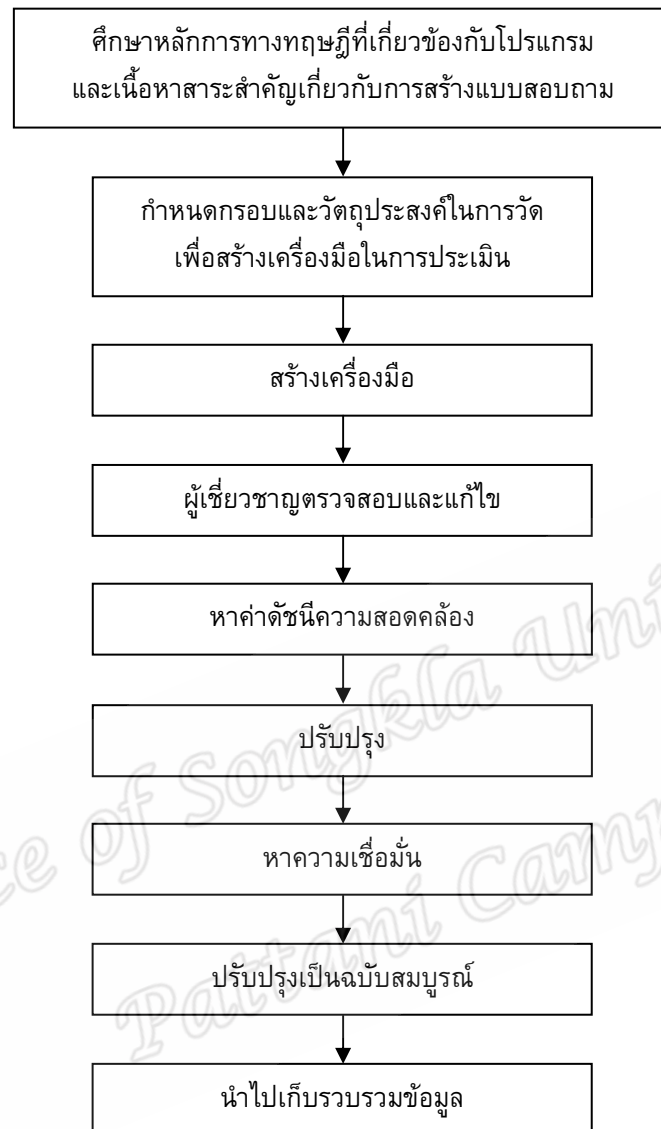 ศึกษาหลักการทางทฤษฎีที่เกี่ยวข้องกับโปรแกรม
และเนื้อหาสาระสำคัญเกี่ยวกับการสร้างแบบสอบถาม
กำหนดกรอบและวัตถุประสงค์ในการวัด
เพื่อสร้างเครื่องมือในการประเมิน
สร้างเครื่องมือ
ผู้เชี่ยวชาญตรวจสอบและแก้ไข
หาค่าดัชนีความสอดคล้อง
ปรับปรุง
หาความเชื่อมั่น
ปรับปรุงเป็นฉบับสมบูรณ์
นำไปเก็บรวบรวมข้อมูล
of Songkla
Pattani